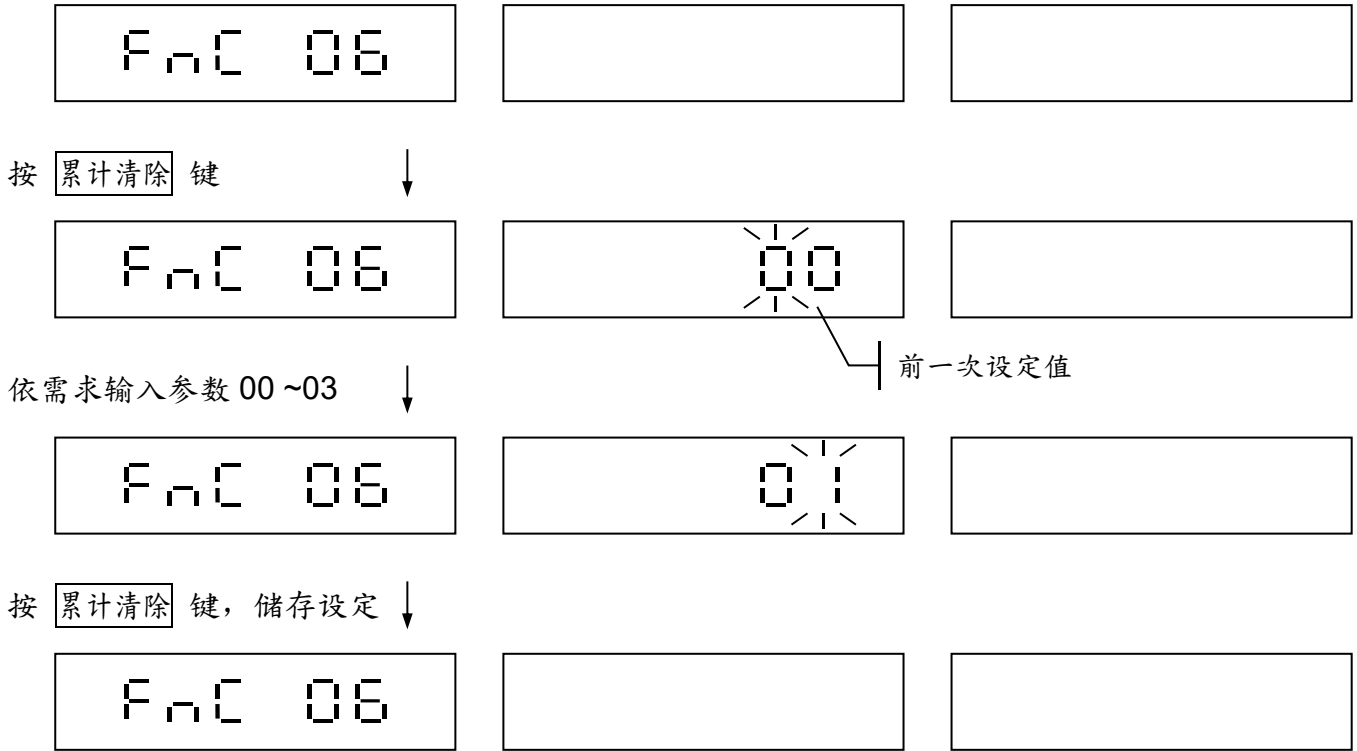 FnC 06
按 累计清除 键
FnC 06 00
前一次设定值
依需求输入参数 00 ~03
FnC 06 01
按 累计清除 键，储存设定
FnC 06